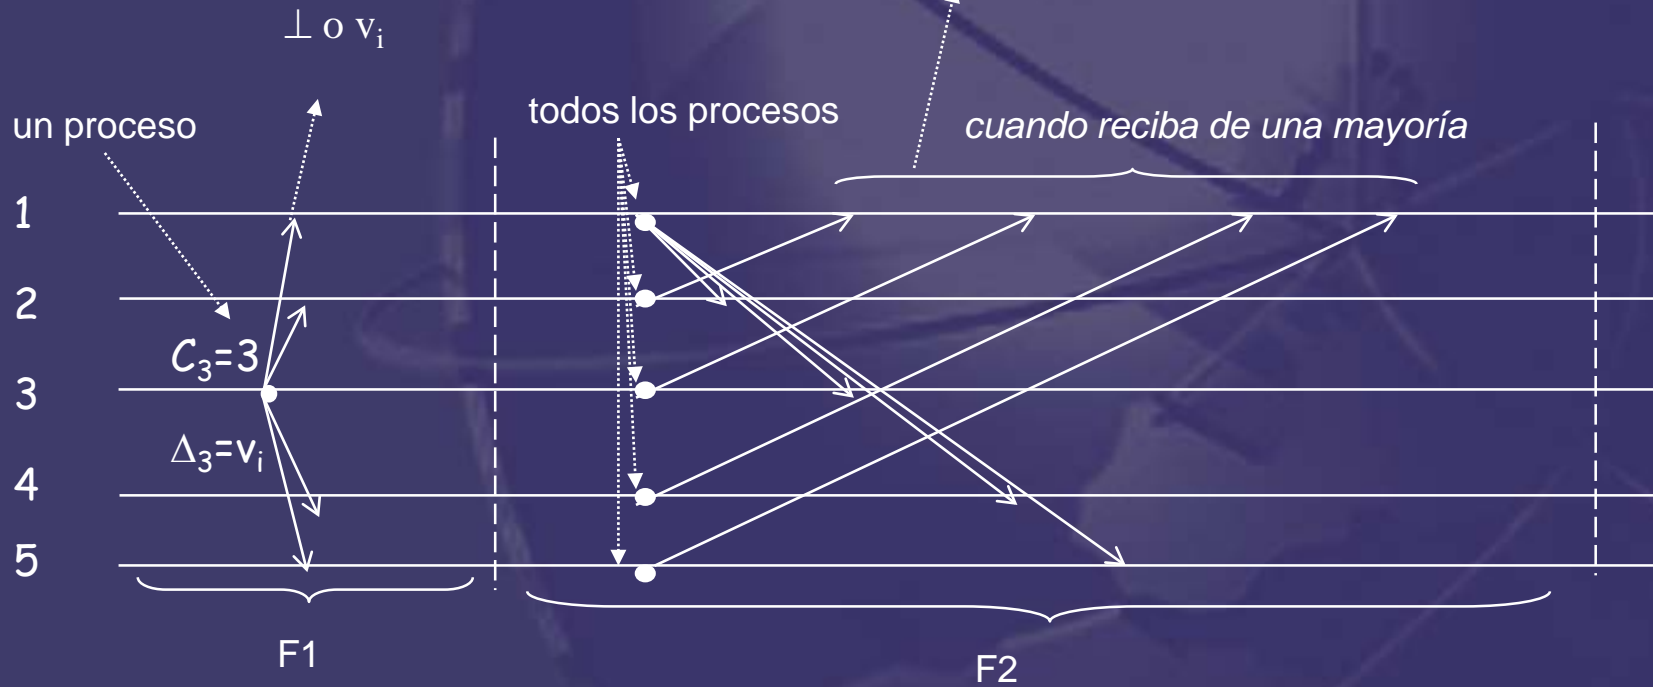 ⊥ o vᵢ
todos los procesos
un proceso
cuando reciba de una mayoría
1
2
C₃=3
3
Δ₃=vᵢ
4
5
F1
F2